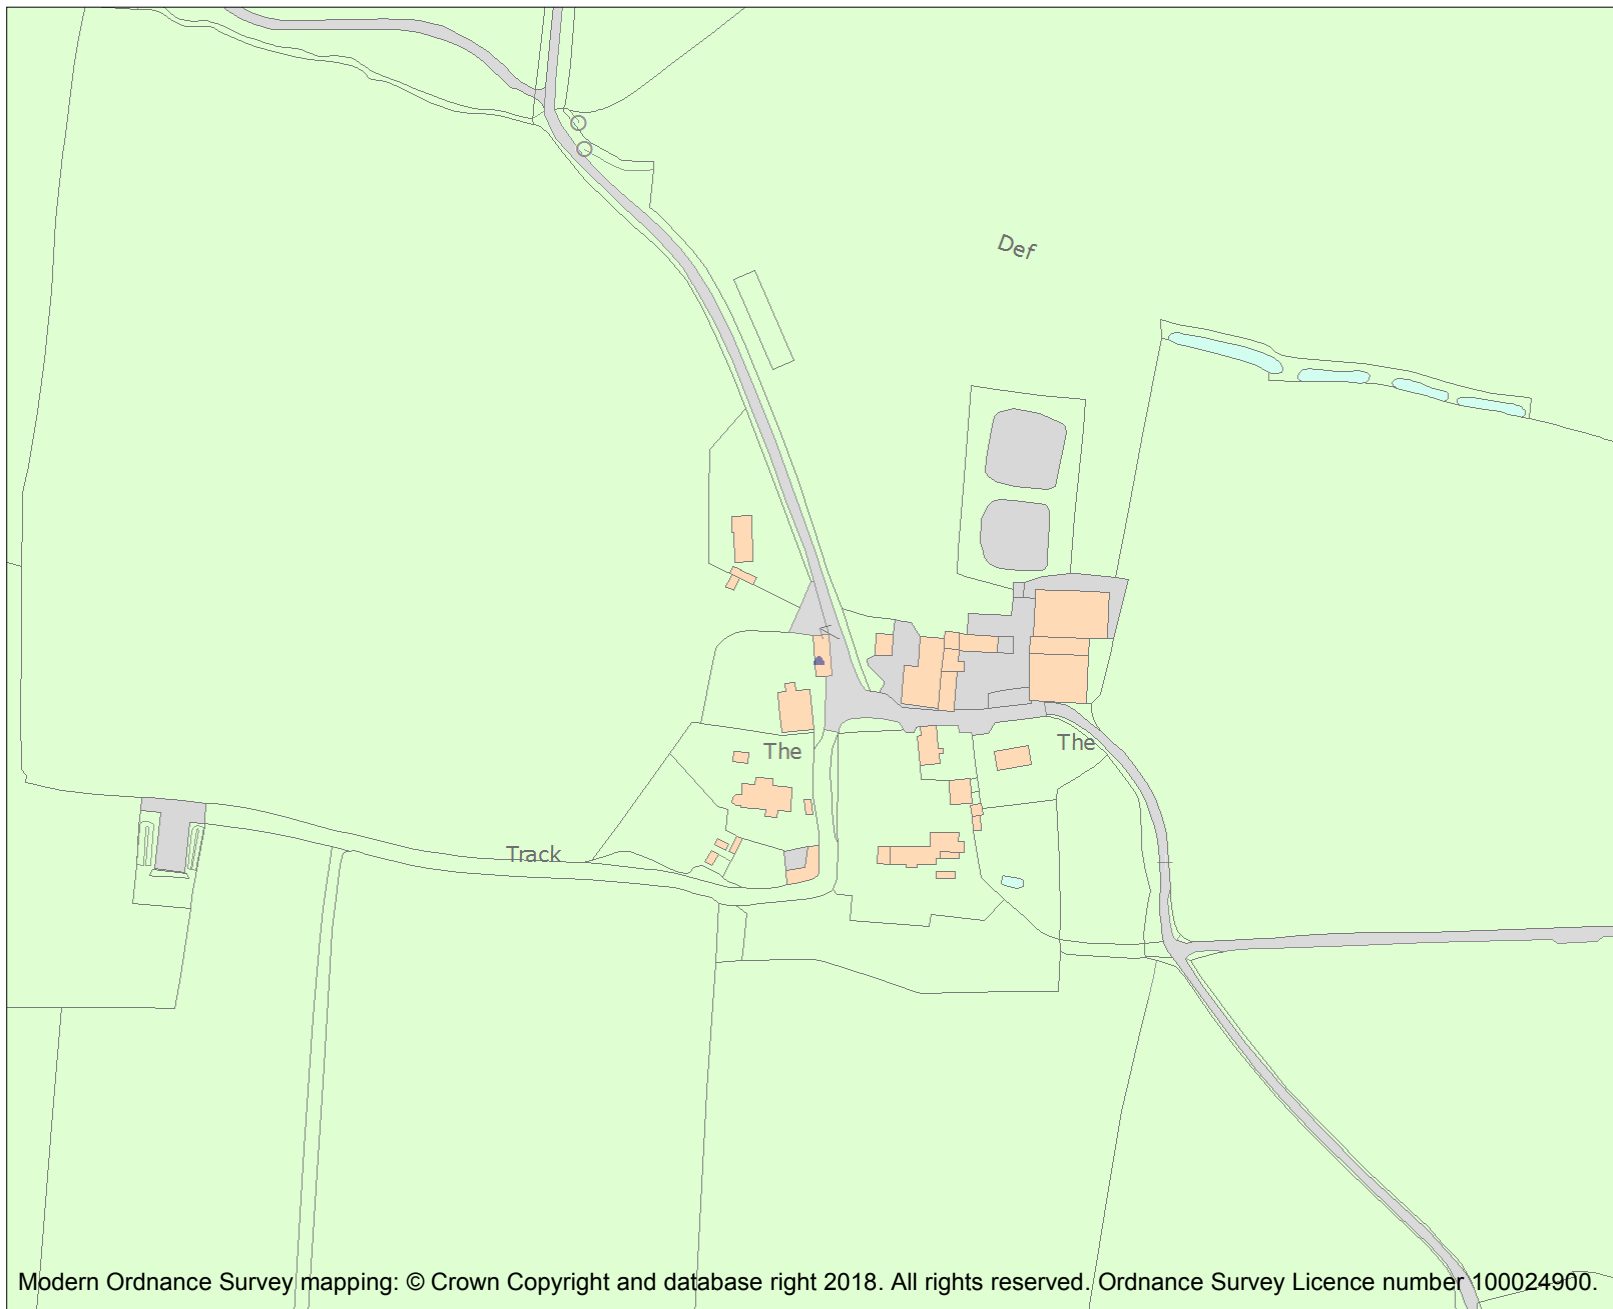 Def
The
The
Track
Modern Ordnance Survey mapping: © Crown Copyright and database right 2018. All rights reserved. Ordnance Survey Licence number 100024900.